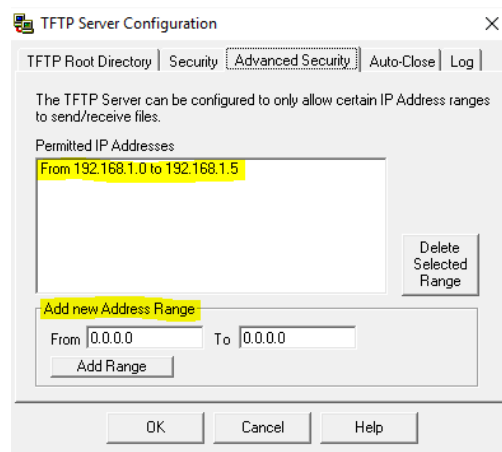 TFTP Server Configuration
TFTP Root Directory Security Advanced Security Auto-Close Log
The TFTP Server can be configured to only allow certain IP Address ranges
to send/receive files.
Permitted IP Addresses
From 192.168.1.0 to 192.168.1.5
Delete
Selected
Range
Add new Address Range
From 0.0.0.0 To 0.0.0.0
Add Range
OK Cancel Help